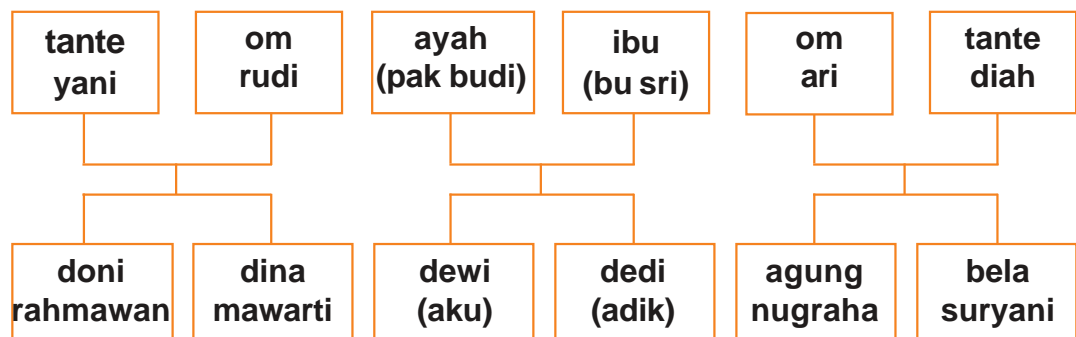 tante
yani
om
rudi
ayah
(pak budi)
ibu
(bu sri)
om
ari
tante
diah
doni
rahmawan
dina
mawarti
dewi
(aku)
dedi
(adik)
agung
nugraha
bela
suryani